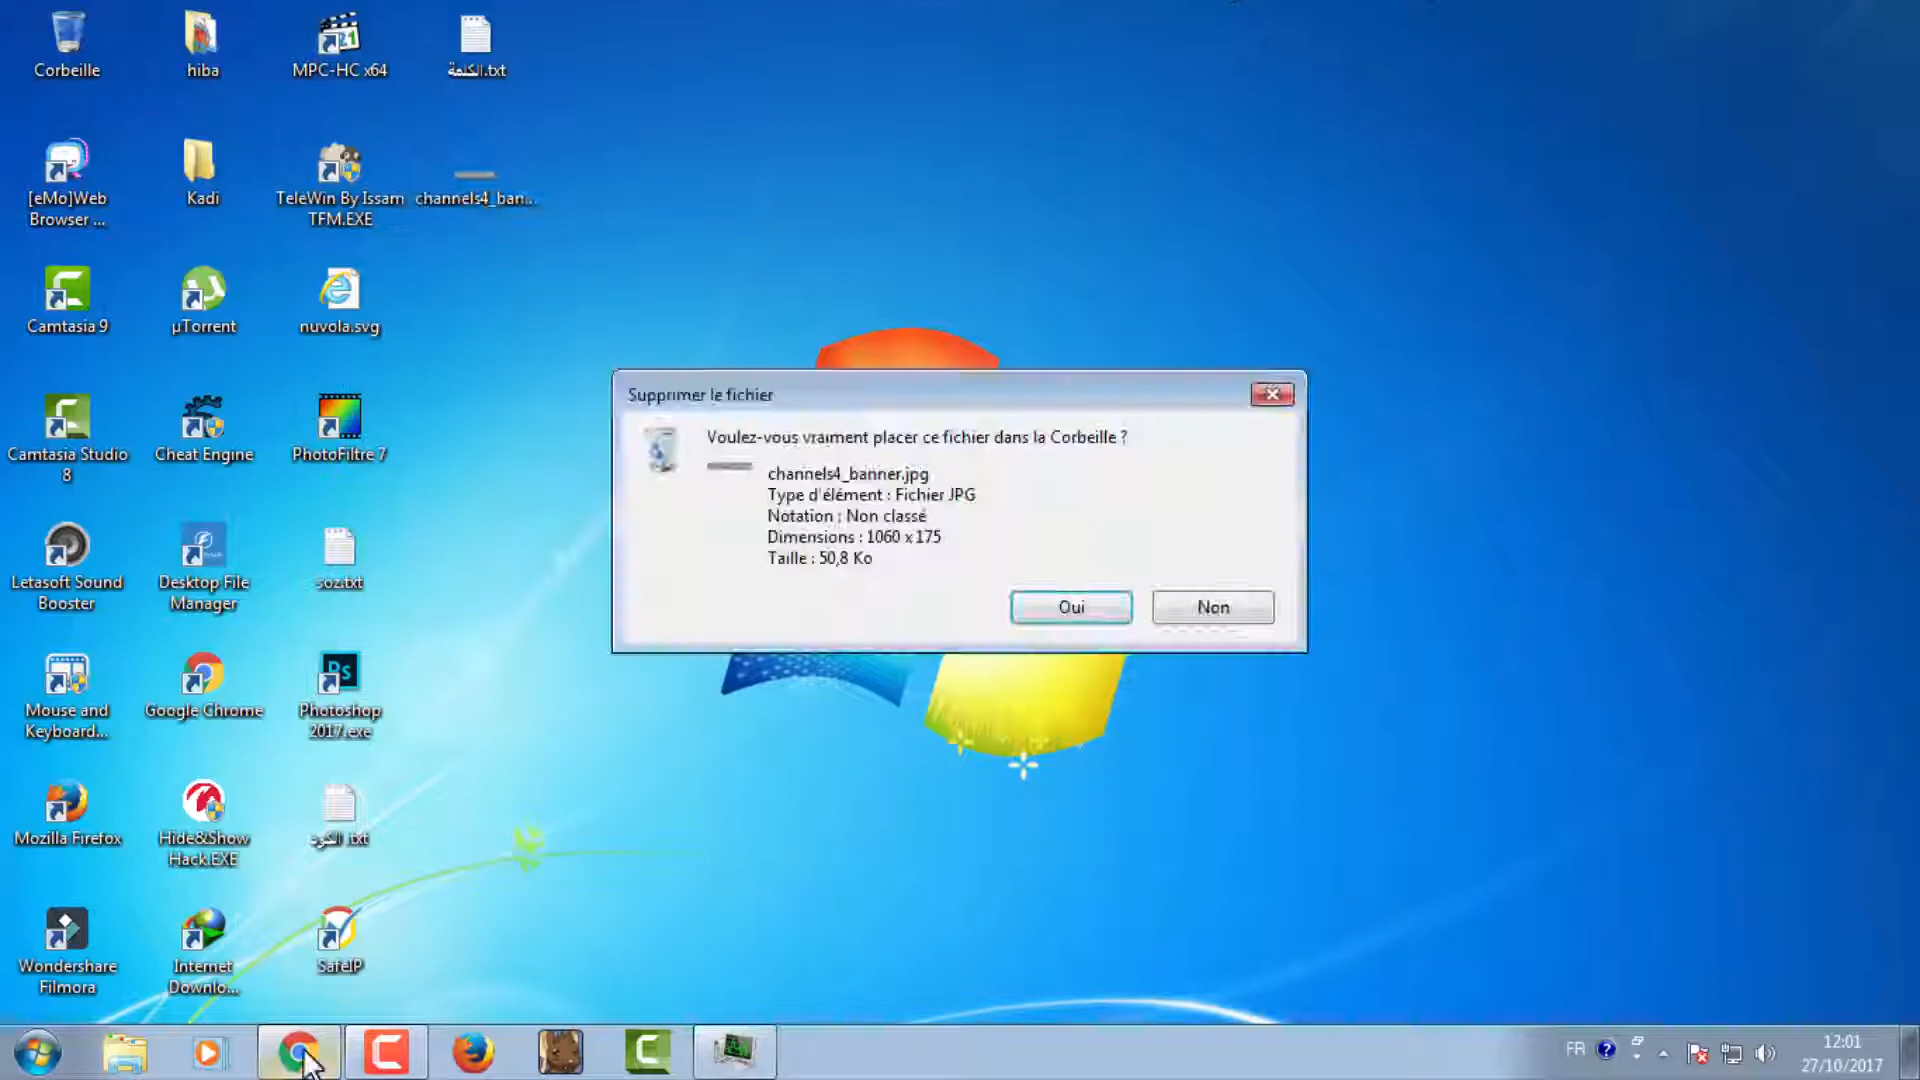 Corbeille
hiba
MPC-HC x64
الكلمة.txt
[eMo]Web
Browser ...
Kadi
TeleWin By Issam
TFM.EXE
channels4_ban...
Camtasia 9
µTorrent
nuvola.svg
Camtasia Studio
8
Cheat Engine
PhotoFiltre 7
Letasoft Sound
Booster
Desktop File
Manager
soz.txt
Mouse and
Keyboard...
Google Chrome
Photoshop
2017.exe
Mozilla Firefox
Hide&Show
Hack.EXE
الكود.txt
Wondershare
Filmora
Internet
Downlo...
SafeIP
Supprimer le fichier
Voulez-vous vraiment placer ce fichier dans la Corbeille ?
channels4_banner.jpg
Type d'élément : Fichier JPG
Notation : Non classé
Dimensions : 1060 x 175
Taille : 50,8 Ko
Oui
Non
FR
12:01
27/10/2017